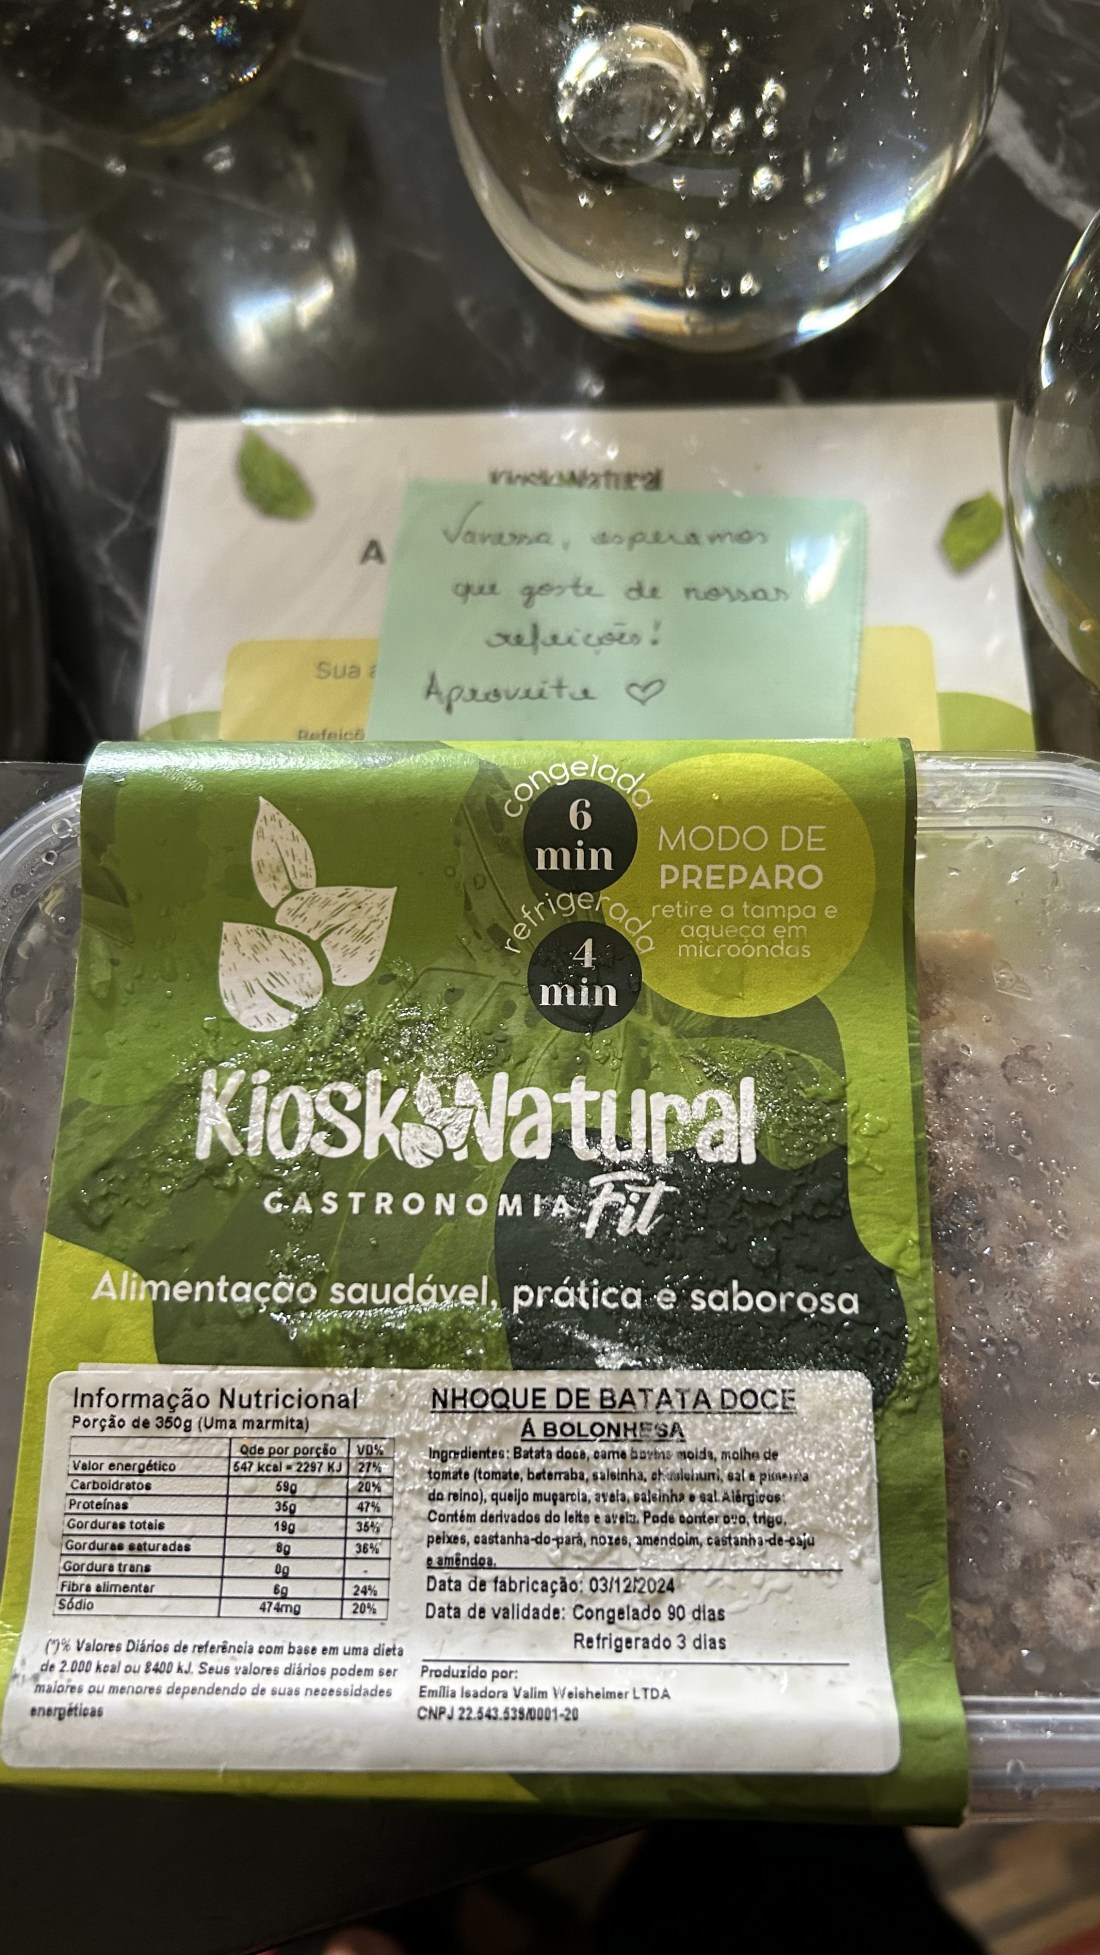 KioskoNatural
A
Vanessa, esperamos
que goste de nossas
refeições!
Aproveite ♡
Sua a
Refeiçõ
congelada
6
min
refrigerada
4
min
MODO DE
PREPARO
retire a tampa e
aqueça em
microondas
Kiosk Natural
GASTRONOMIA Fit
Alimentação saudável, prática e saborosa
Informação Nutricional
Porção de 350g (Uma marmita)
Qde por porção VD%
Valor energético 547 kcal = 2297 KJ 27%
Carboidratos 59g 20%
Proteínas 35g 47%
Gorduras totais 19g 35%
Gorduras saturadas 8g 36%
Gordura trans 0g -
Fibra alimentar 6g 24%
Sódio 474mg 20%
(*)% Valores Diários de referência com base em uma dieta
de 2.000 kcal ou 8400 kJ. Seus valores diários podem ser
maiores ou menores dependendo de suas necessidades
energéticas
NHOQUE DE BATATA DOCE
Á BOLONHESA
Ingredientes: Batata doce, carne bovina moida, molho de
tomate (tomate, beterraba, salsinha, chimichurri, sal e pimenta
do reino), queijo muçarela, aveia, salsinha e sal. Alérgicos:
Contém derivados do leite e aveia. Pode conter ovo, trigo,
peixes, castanha-do-pará, nozes, amendoim, castanha-de-caju
e amêndoa.
Data de fabricação: 03/12/2024
Data de validade: Congelado 90 dias
Refrigerado 3 dias
Produzido por:
Emília Isadora Valim Weisheimer LTDA
CNPJ 22.543.539/0001-20